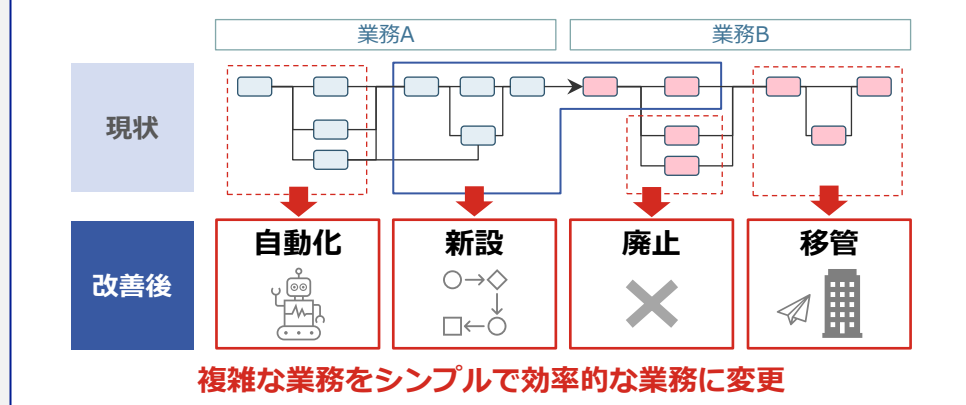 業務A
業務B
現状
改善後
自動化
新設
廃止
移管
複雑な業務をシンプルで効率的な業務に変更